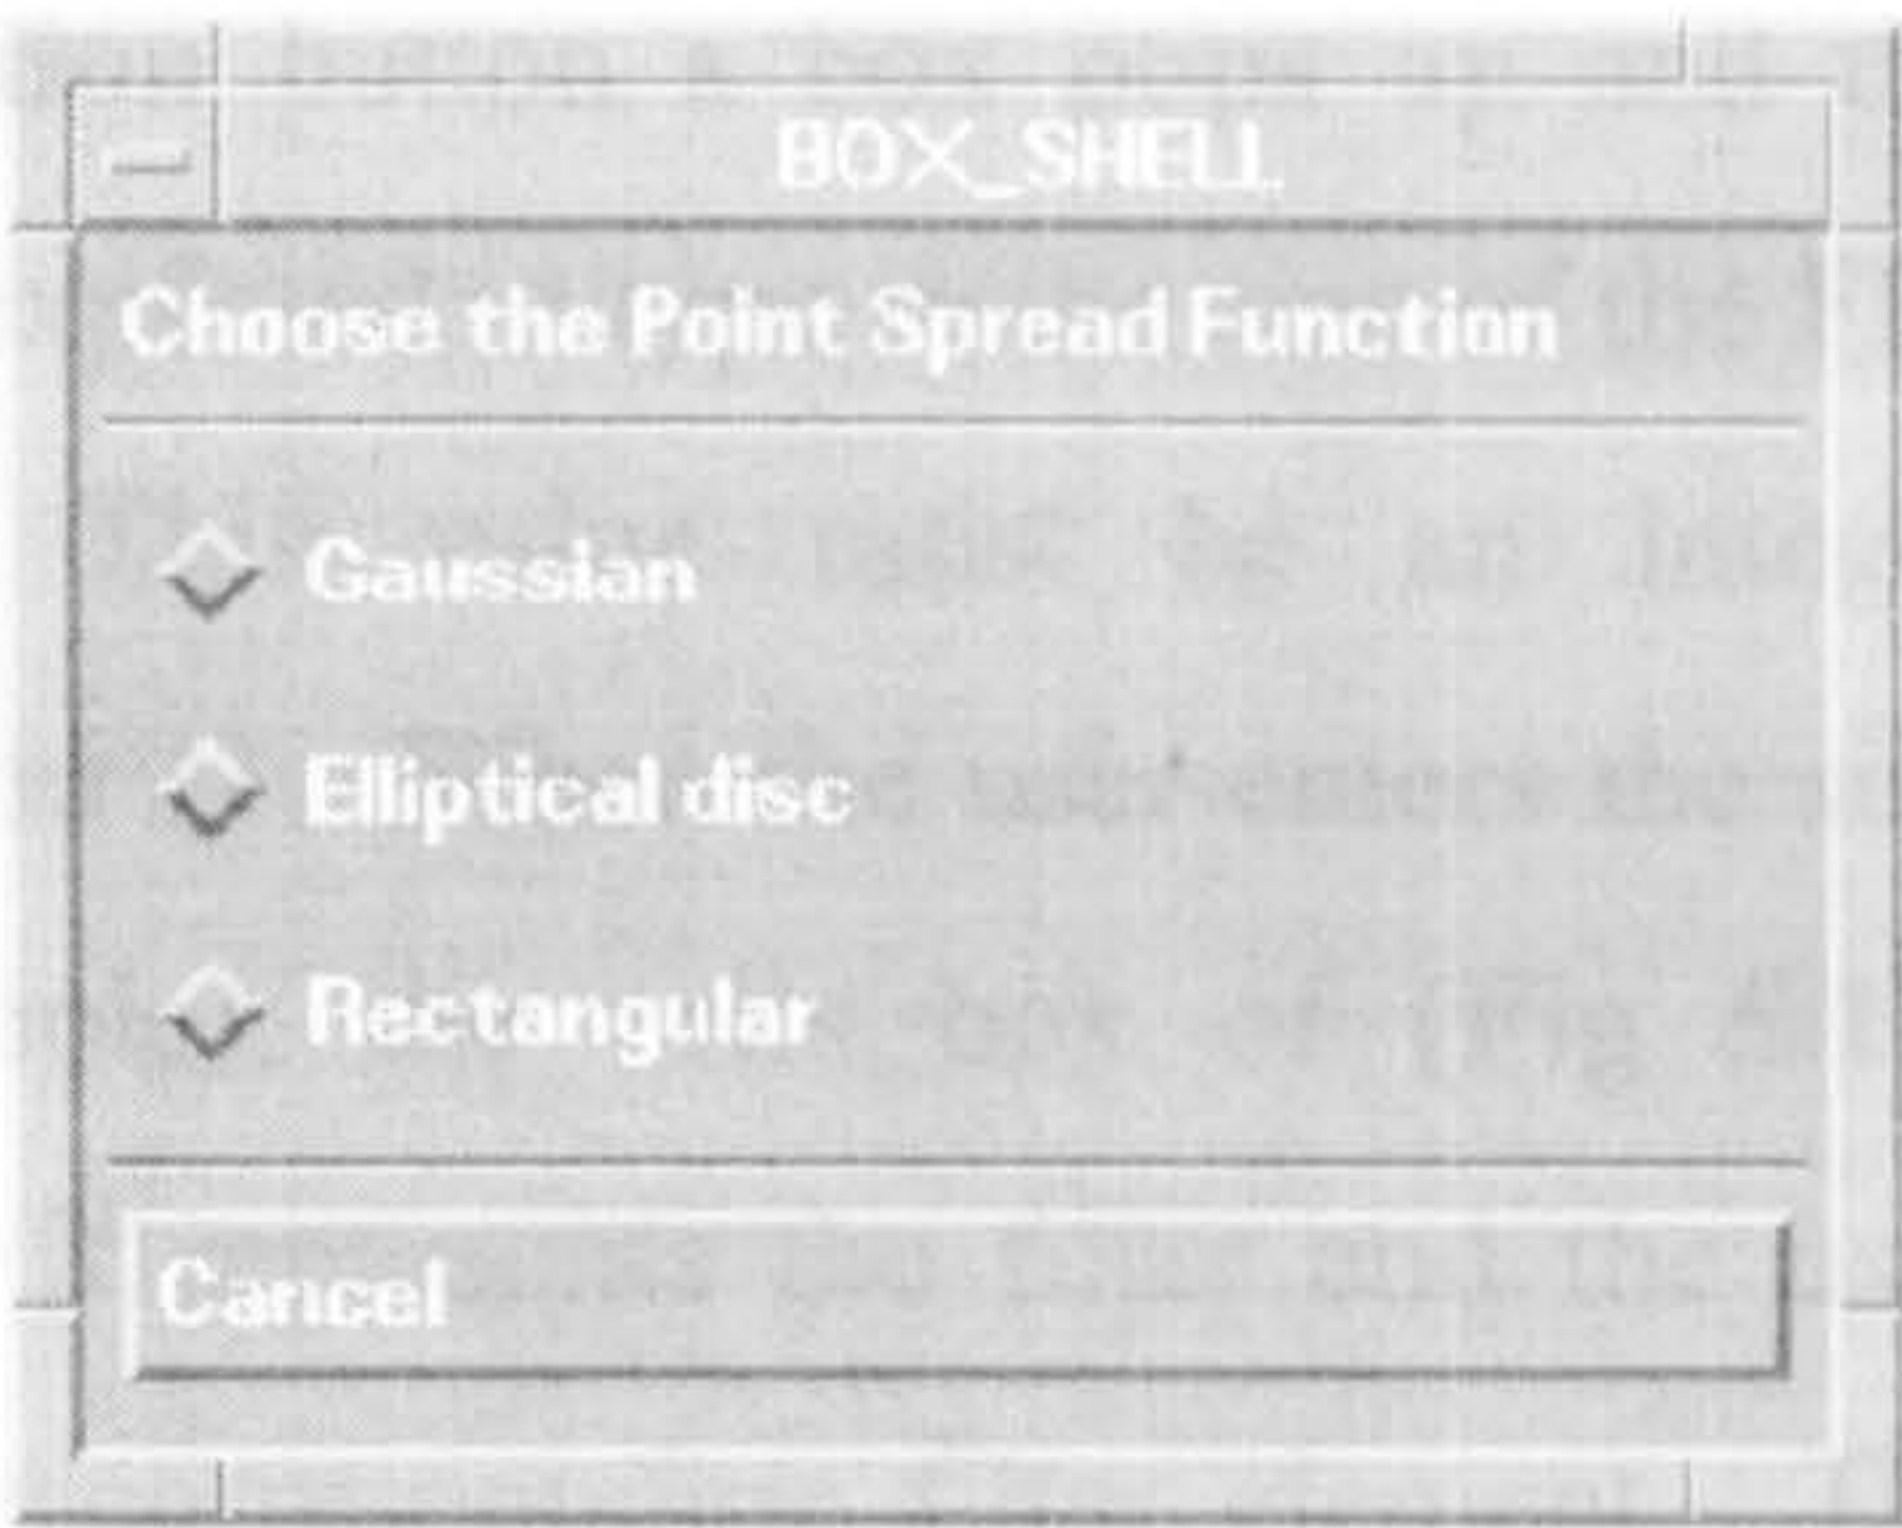 BOX_SHELL
Choose the Point Spread Function
Gaussian
Elliptical disc
Rectangular
Cancel